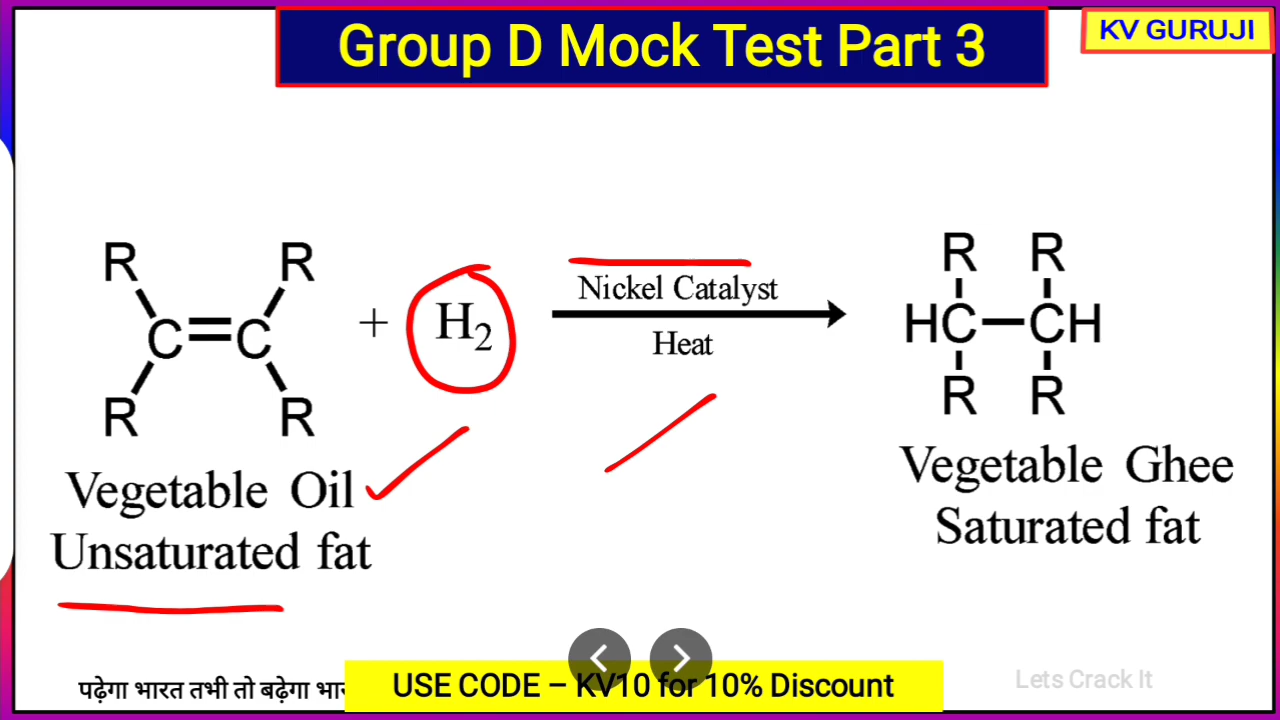 Group D Mock Test Part 3
KV GURUJI
R R
C=C
R R
+ H₂
Nickel Catalyst
Heat
R R
HC—CH
R R
Vegetable Oil
Unsaturated fat
Vegetable Ghee
Saturated fat
पढ़ेगा भारत तभी तो बढ़ेगा
USE CODE – KV10 for 10% Discount
Lets Crack It